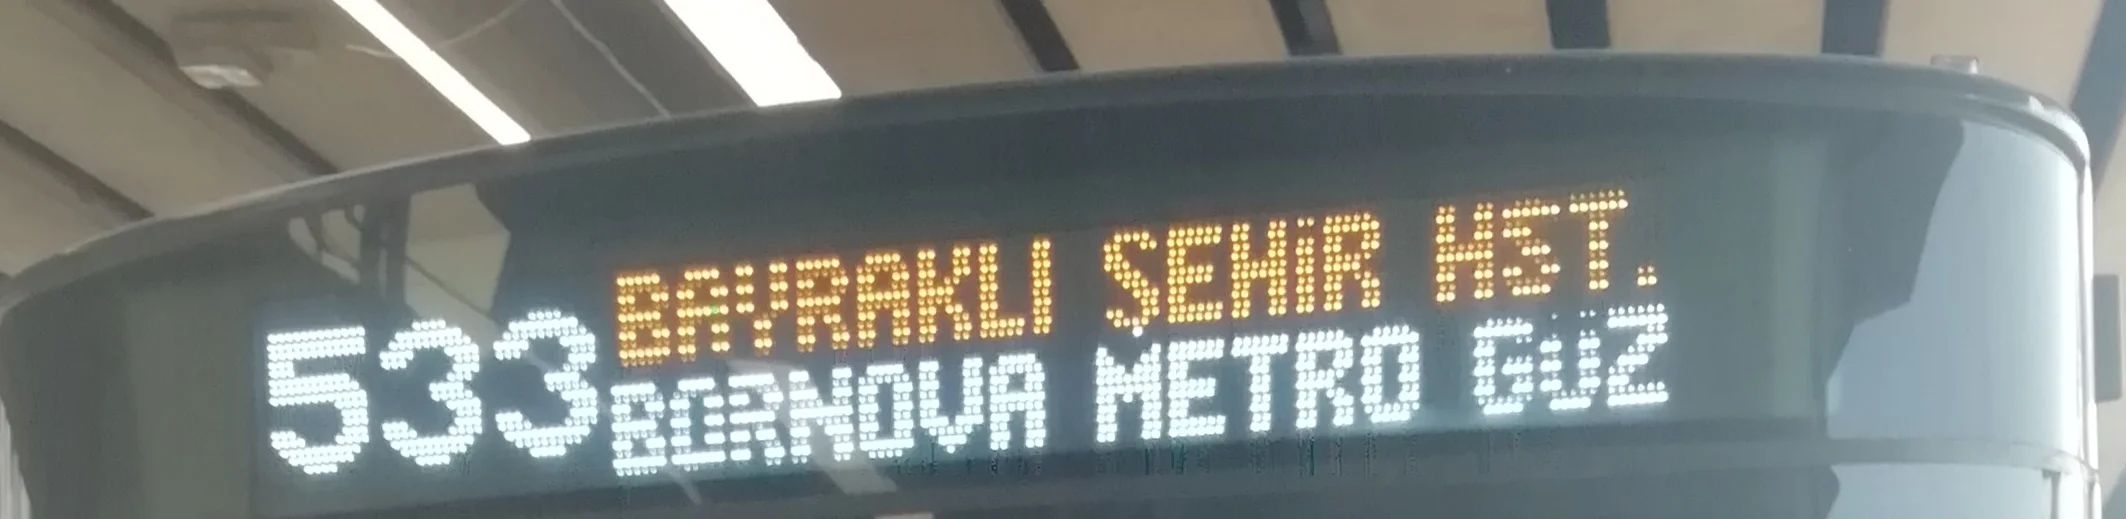 533
BAYRAKLI ŞEHİR HST.
BORNOVA METRO GÜZ